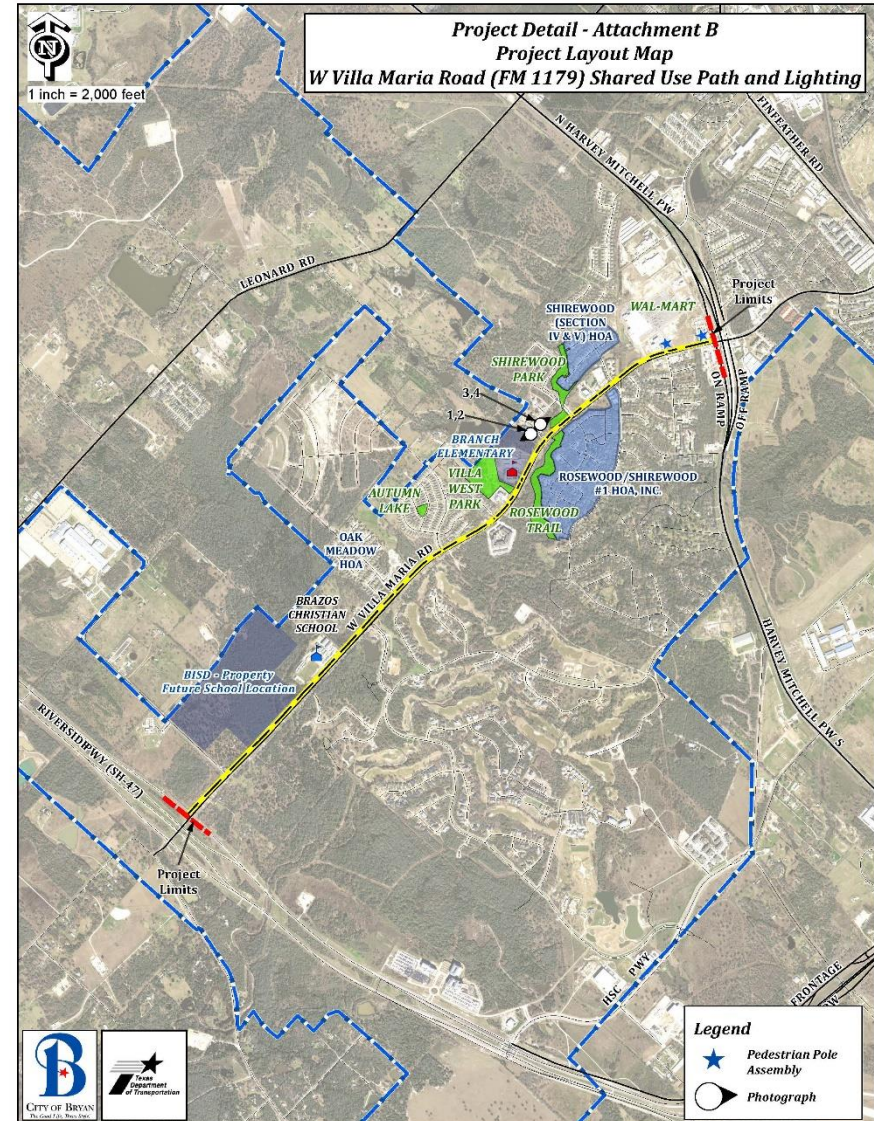 Project Detail - Attachment B
Project Layout Map
W Villa Maria Road (FM 1179) Shared Use Path and Lighting
N
1 inch = 2,000 feet
FINFEATHER RD
N HARVEY MITCHELL PW
LEONARD RD
Project
Limits
WAL-MART
SHIREWOOD
(SECTION
IV & V) HOA
SHIREWOOD
PARK
ON RAMP
OFF RAMP
3,4
1,2
BRANCH
ELEMENTARY
VILLA
WEST
PARK
ROSEWOOD/SHIREWOOD
#1 HOA, INC.
AUTUMN
LAKE
ROSEWOOD
TRAIL
OAK
MEADOW
HOA
W VILLA MARIA RD
BRAZOS
CHRISTIAN
SCHOOL
HARVEY MITCHELL PW S
BISD - Property
Future School Location
RIVERSIDE PWY (SH-47)
Project
Limits
HSC PWY
FRONTAGE
Legend
Pedestrian Pole
Assembly
Photograph
B
CITY OF BRYAN
The Good Life, Texas Style.
Texas
Department
of Transportation